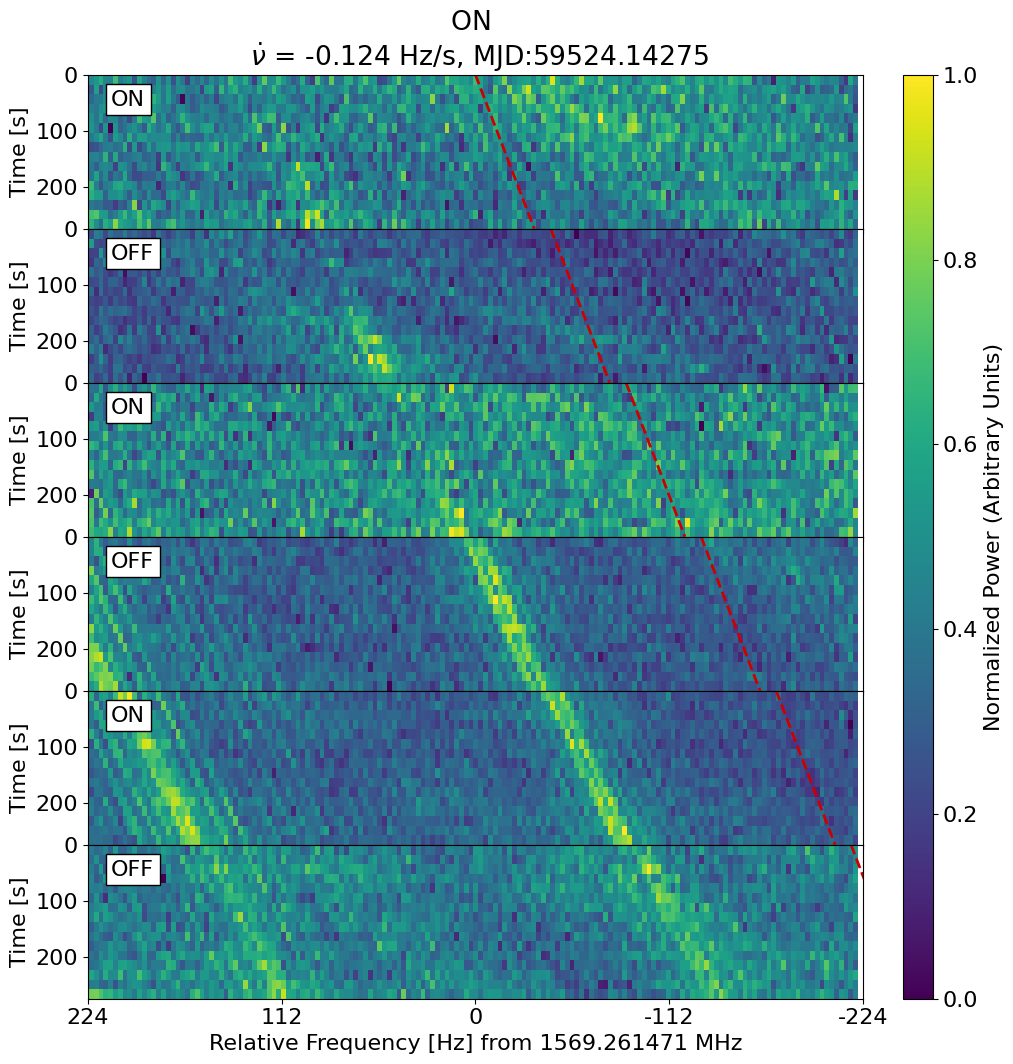 ON
ν̇ = -0.124 Hz/s, MJD:59524.14275
0
ON
100
Time [s]
200
0
OFF
100
Time [s]
200
0
ON
100
Time [s]
200
0
OFF
100
Time [s]
200
0
ON
100
Time [s]
200
0
OFF
100
Time [s]
200
224 112 0 -112 -224
Relative Frequency [Hz] from 1569.261471 MHz
1.0
0.8
0.6
0.4
0.2
0.0
Normalized Power (Arbitrary Units)